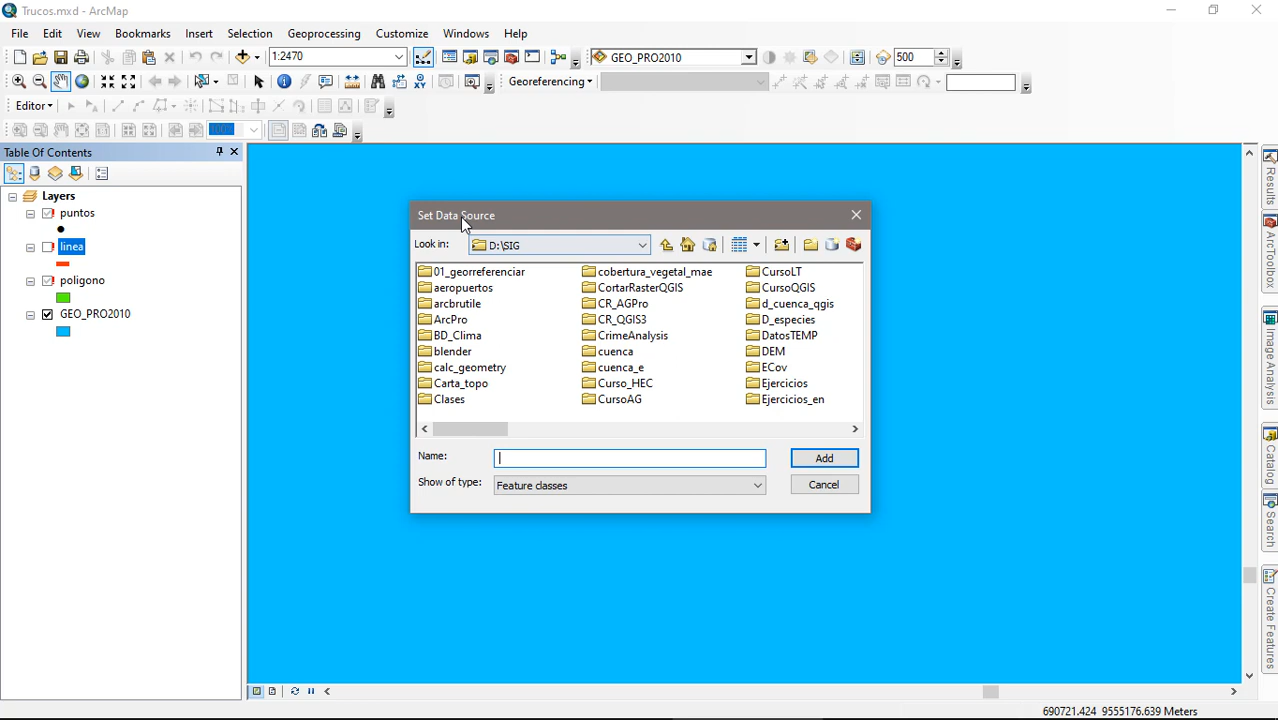 Trucos.mxd - ArcMap
File Edit View Bookmarks Insert Selection Geoprocessing Customize Windows Help
1:2470 GEO_PRO2010 500
Georeferencing
Editor
Table Of Contents
Layers
puntos
linea
poligono
GEO_PRO2010
Set Data Source
Look in: D:\SIG
01_georreferenciar cobertura_vegetal_mae CursoLT
aeropuertos CortarRasterQGIS CursoQGIS
arcbrutile CR_AGPro d_cuenca_qgis
ArcPro CR_QGIS3 D_especies
BD_Clima CrimeAnalysis DatosTEMP
blender cuenca DEM
calc_geometry cuenca_e ECov
Carta_topo Curso_HEC Ejercicios
Clases CursoAG Ejercicios_en
Name: Add
Show of type: Feature classes Cancel
Results
ArcToolbox
Image Analysis
Catalog
Search
Create Features
690721.424 9555176.639 Meters